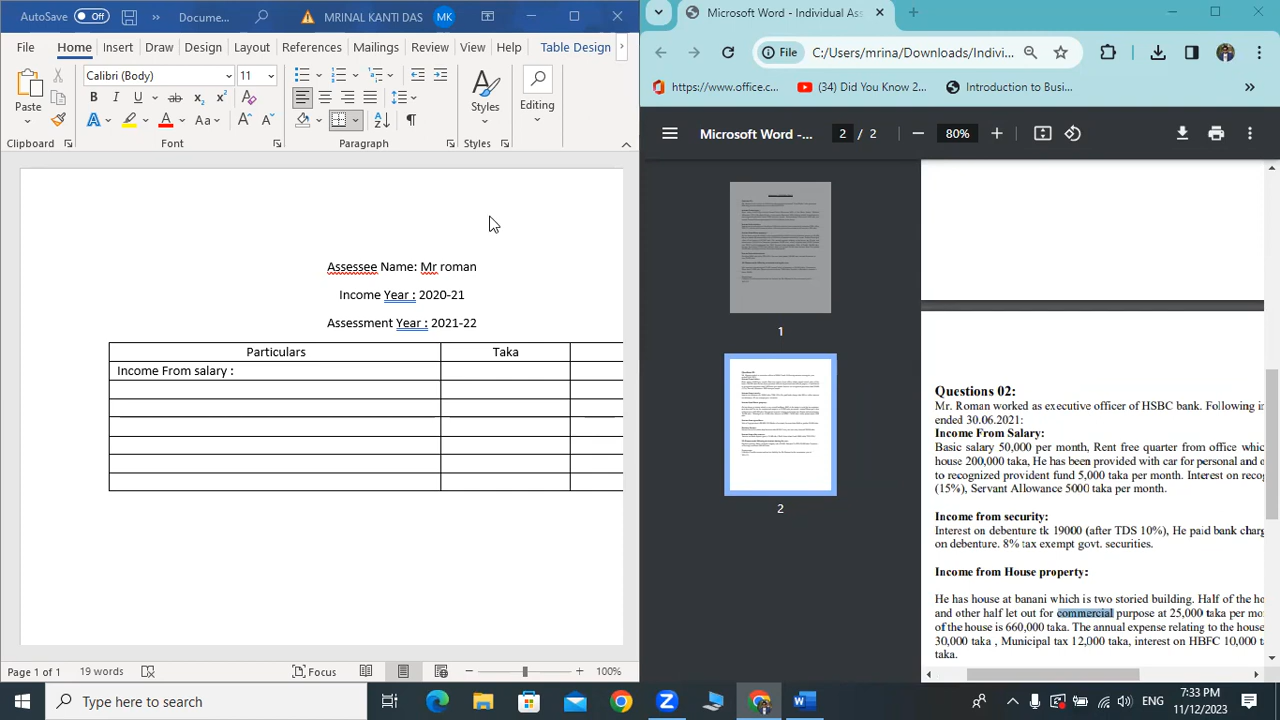 AutoSave Off » Docume... MRINAL KANTI DAS MK
File Home Insert Draw Design Layout References Mailings Review View Help Table Design
Calibri (Body) 11
Paste
Styles
Editing
Clipboard Font Paragraph Styles
Assesee Name: Mr roman
Income Year : 2020-21
Assessment Year : 2021-22
Particulars Taka
Income From salary :
Page 1 of 1 19 words Focus 100%
Microsoft Word - Individual Ass
File C:/Users/mrina/Downloads/Indivi...
https://www.office.c... (34) Did You Know 2... Introduction to Busi... »
Microsoft Word -... 2 / 2 80%
1
2
Questions 02:
Mr. Roman worked as executive officer of HSBC Bank. Following i
ended 30.06.2021:
Income From Salary:
Basic salary 50,000 per month, Rent free quarter from office whic
house 200,000 taka, He has been provided with car for personal and o
to recognized provident fund 5,000 taka per month. Interest on recog
(15%), Servant Allowance 5000 taka per month.
Income from security:
Interest on debenture tk 19000 (after TDS 10%), He paid bank charg
on debenture. 8% tax exempt govt. securities.
Income from House property:
He has house at banani which is two storied building. Half of the ho
and other half let out for commercial purpose at 25,000 taka per mo
of the house is 660,000 taka. The annual expense relating to the house
30,000 taka , Municipal tax 12,000 taka, interest on HBFC 10,000 t
taka.
Type here to search
ENG
7:33 PM
11/12/2023